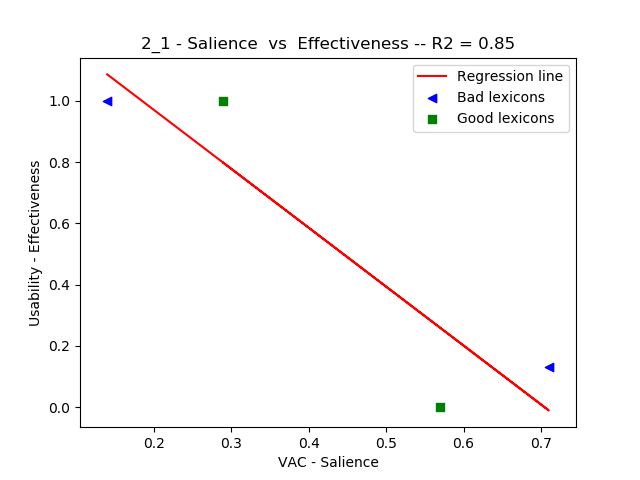 2_1 - Salience vs Effectiveness -- R2 = 0.85
Regression line
Bad lexicons
Good lexicons
Usability - Effectiveness
1.0
0.8
0.6
0.4
0.2
0.0
0.2 0.3 0.4 0.5 0.6 0.7
VAC - Salience